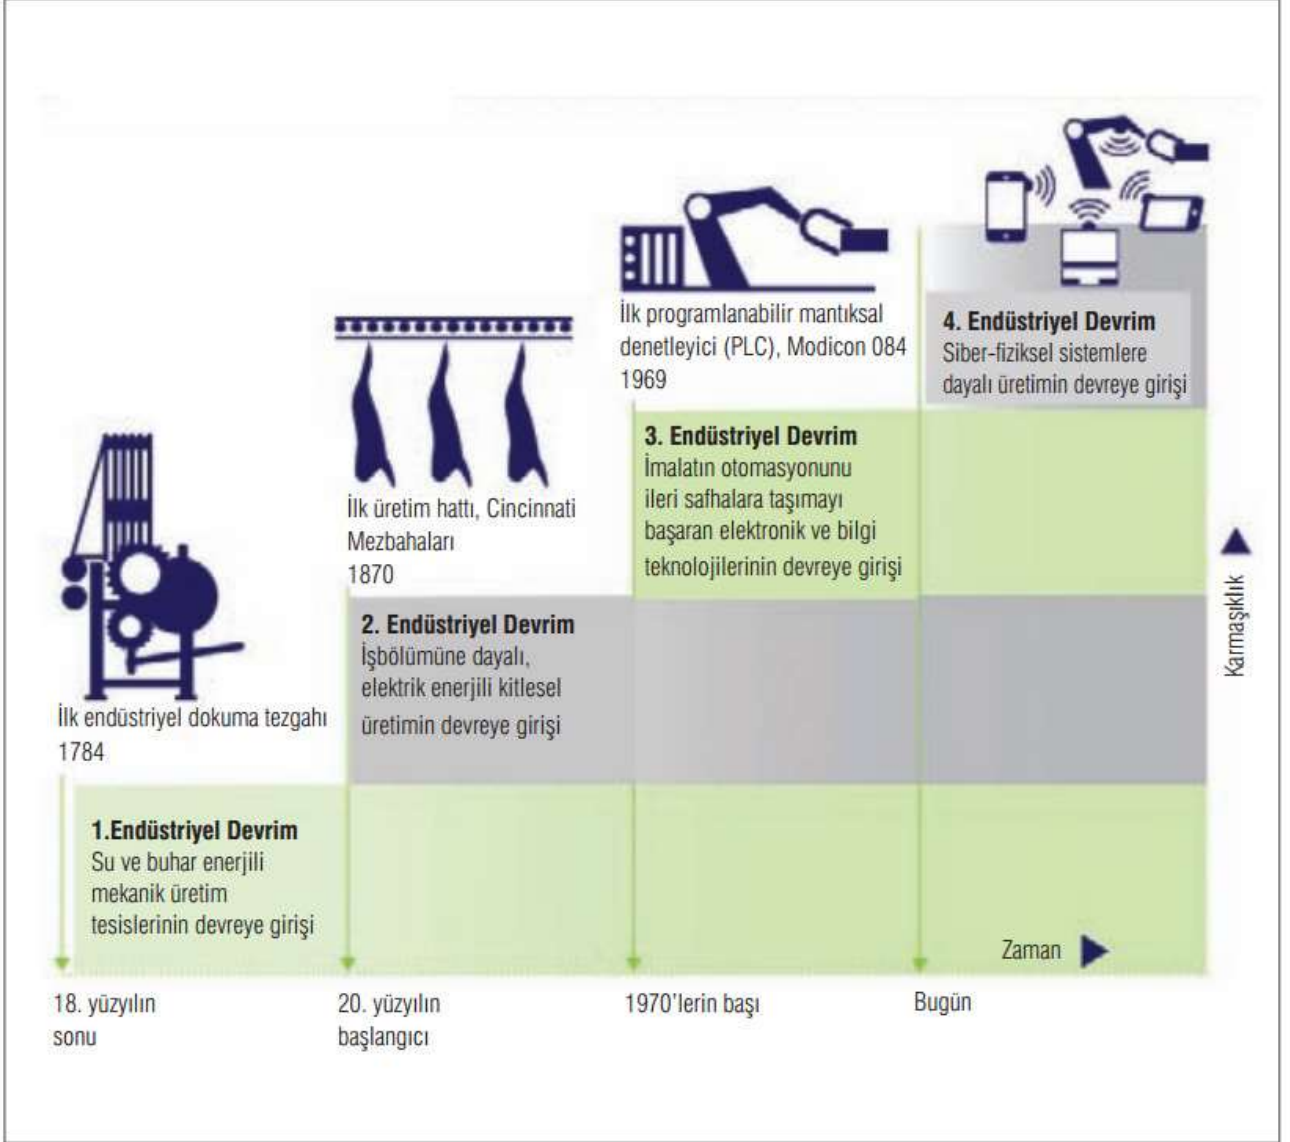 İlk programlanabilir mantıksal
denetleyici (PLC), Modicon 084
1969
4. Endüstriyel Devrim
Siber-fiziksel sistemlere
dayalı üretimin devreye girişi
3. Endüstriyel Devrim
İmalatın otomasyonunu
ileri safhalara taşımayı
başaran elektronik ve bilgi
teknolojilerinin devreye girişi
İlk üretim hattı, Cincinnati
Mezbahaları
1870
2. Endüstriyel Devrim
İşbölümüne dayalı,
elektrik enerjili kitlesel
üretimin devreye girişi
İlk endüstriyel dokuma tezgahı
1784
1.Endüstriyel Devrim
Su ve buhar enerjili
mekanik üretim
tesislerinin devreye girişi
Karmaşıklık
Zaman
18. yüzyılın
sonu
20. yüzyılın
başlangıcı
1970'lerin başı
Bugün